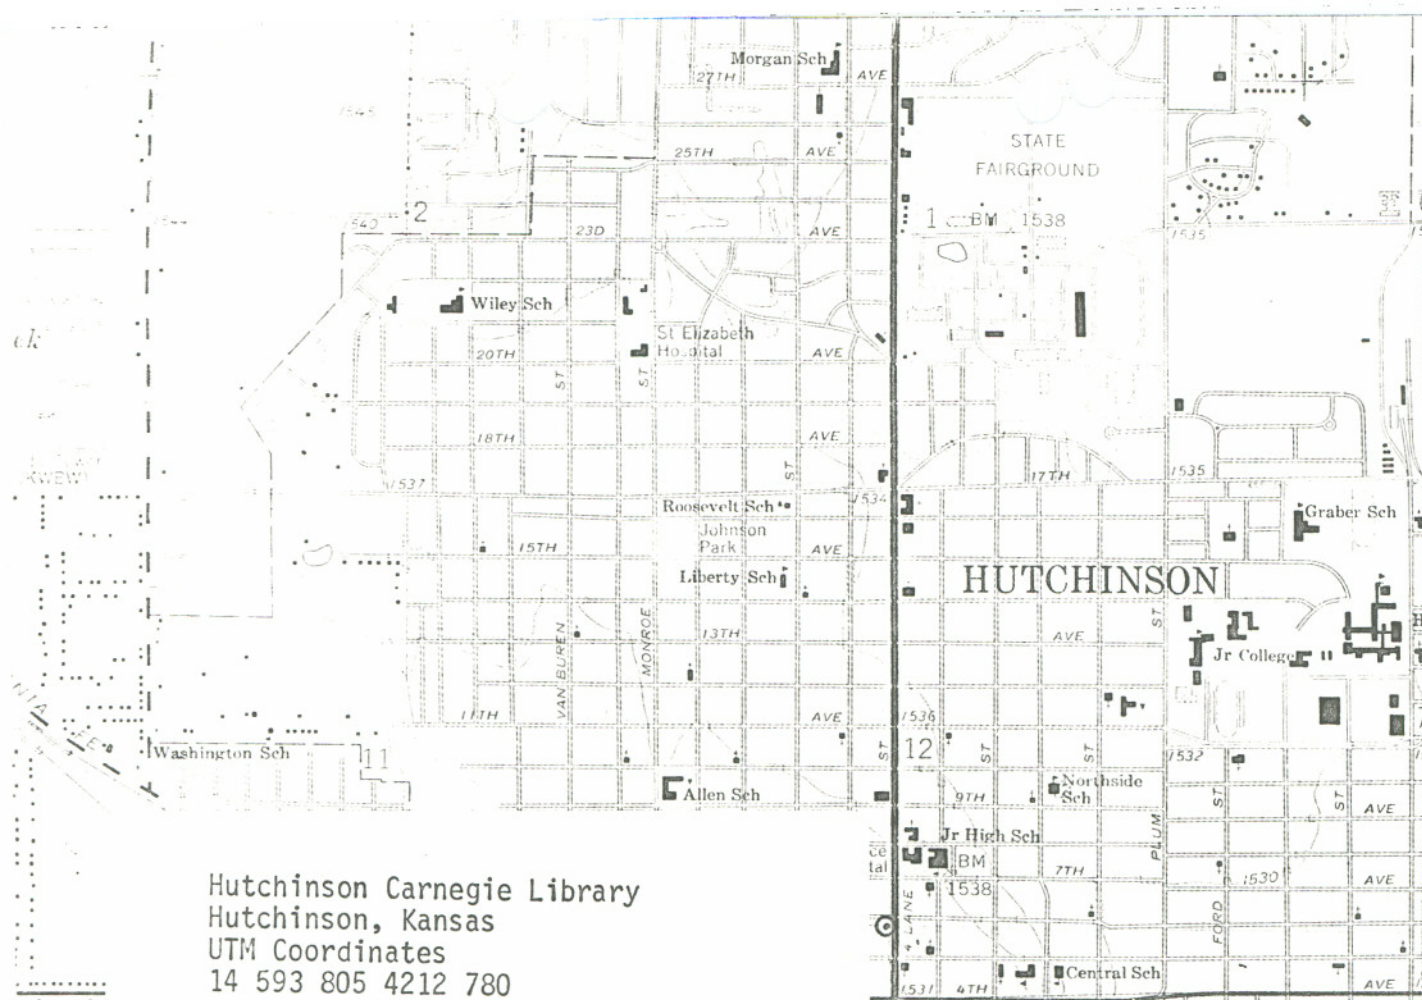 Morgan Sch
27TH
AVE
1545
STATE
FAIRGROUND
25TH
AVE
2
1540
23D
AVE
1
BM 1538
1535
Wiley Sch
St Elizabeth
Hospital
20TH
AVE
ST
ST
18TH
AVE
ST
17TH
1535
1537
Roosevelt Sch
1534
Graber Sch
Johnson
Park
15TH
AVE
Liberty Sch
HUTCHINSON
VAN BUREN
MONROE
13TH
AVE
ST
Jr College
11TH
AVE
1536
Washington Sch
11
ST
12
ST
ST
1532
Allen Sch
9TH
Northside
Sch
ST
ST
AVE
PLUM
Jr High Sch
BM
1538
7TH
1530
AVE
4 LANE
FORD
Central Sch
1531
4TH
AVE
Hutchinson Carnegie Library
Hutchinson, Kansas
UTM Coordinates
14 593 805 4212 780